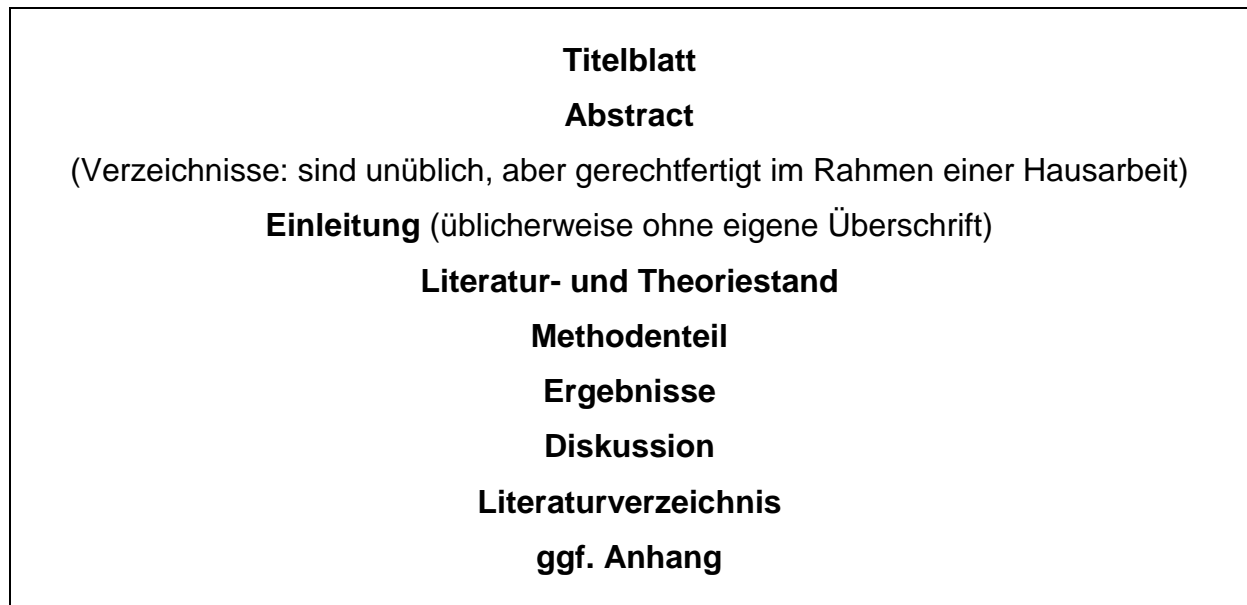 Titelblatt
Abstract
(Verzeichnisse: sind unüblich, aber gerechtfertigt im Rahmen einer Hausarbeit)
Einleitung (üblicherweise ohne eigene Überschrift)
Literatur- und Theoriestand
Methodenteil
Ergebnisse
Diskussion
Literaturverzeichnis
ggf. Anhang